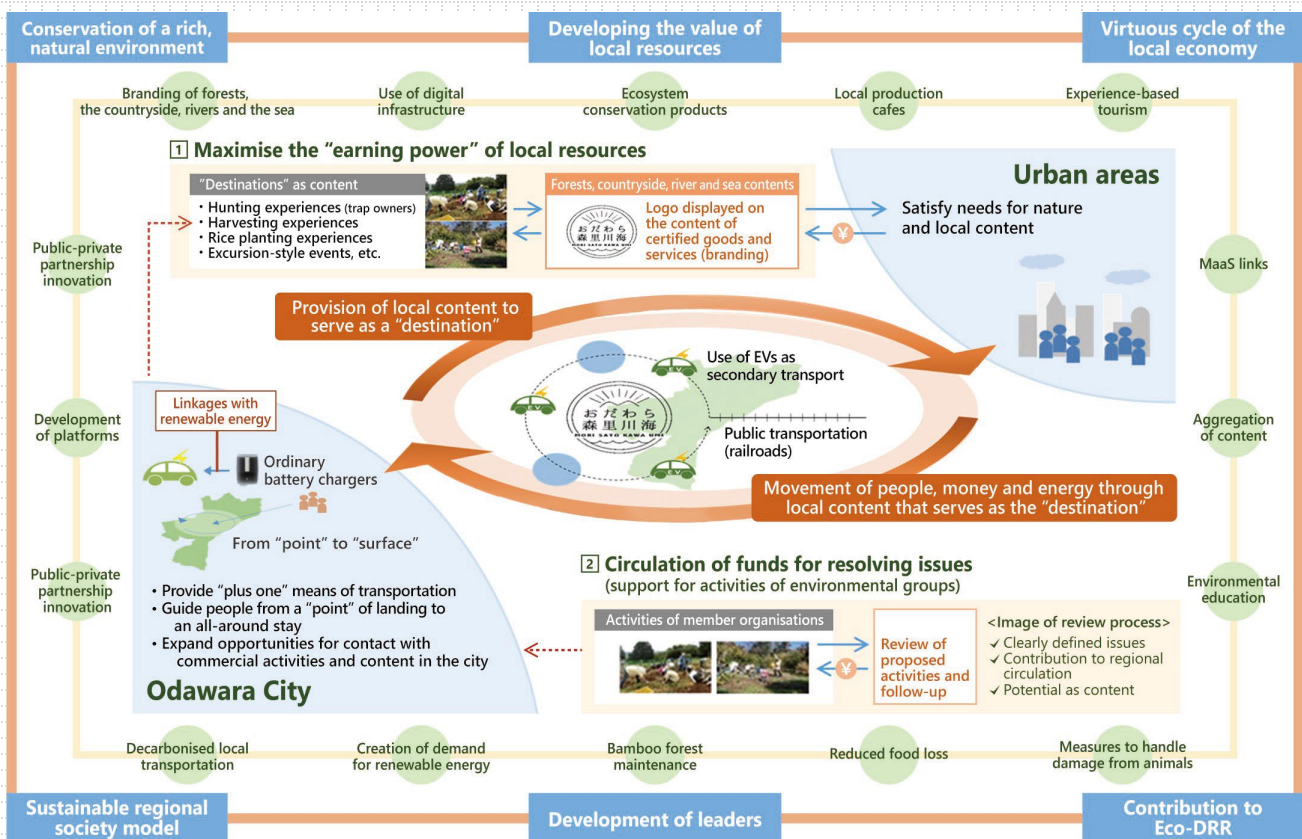 Conservation of a rich,
natural environment
Developing the value of
local resources
Virtuous cycle of the
local economy
Branding of forests,
the countryside, rivers and the sea
Use of digital
infrastructure
Ecosystem
conservation products
Local production
cafes
Experience-based
tourism
1 Maximise the “earning power” of local resources
"Destinations" as content
・Hunting experiences (trap owners)
・Harvesting experiences
・Rice planting experiences
・Excursion-style events, etc.
Forests, countryside, river and sea contents
おだわら
森里川海
Logo displayed on
the content of
certified goods and
services (branding)
¥
Urban areas
Satisfy needs for nature
and local content
Public-private
partnership
innovation
MaaS links
Provision of local content to
serve as a “destination”
Use of EVs as
secondary transport
EV
EV
EV
おだわら
森里川海
MORI SATO KAWA UMI
Public transportation
(railroads)
Movement of people, money and energy through
local content that serves as the “destination”
Development
of platforms
Aggregation
of content
Linkages with
renewable energy
Ordinary
battery chargers
From “point” to “surface”
・Provide “plus one” means of transportation
・Guide people from a “point” of landing to
an all-around stay
・Expand opportunities for contact with
commercial activities and content in the city
Odawara City
Public-private
partnership
innovation
Environmental
education
2 Circulation of funds for resolving issues
(support for activities of environmental groups)
Activities of member organisations
¥
Review of
proposed
activities and
follow-up
<Image of review process>
✓ Clearly defined issues
✓ Contribution to regional
circulation
✓ Potential as content
Decarbonised local
transportation
Creation of demand
for renewable energy
Bamboo forest
maintenance
Reduced food loss
Measures to handle
damage from animals
Sustainable regional
society model
Development of leaders
Contribution to
Eco-DRR